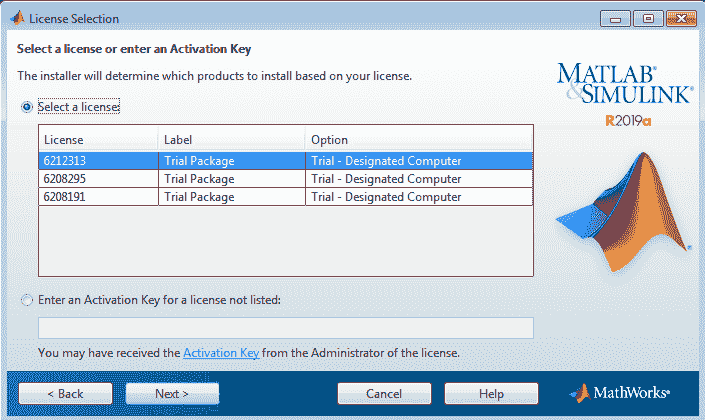 License Selection
Select a license or enter an Activation Key
The installer will determine which products to install based on your license.
MATLAB®
&SIMULINK®
R2019a
Select a license:
License Label Option
6212313 Trial Package Trial - Designated Computer
6208295 Trial Package Trial - Designated Computer
6208191 Trial Package Trial - Designated Computer
Enter an Activation Key for a license not listed:
You may have received the Activation Key from the Administrator of the license.
< Back Next > Cancel Help MathWorks®